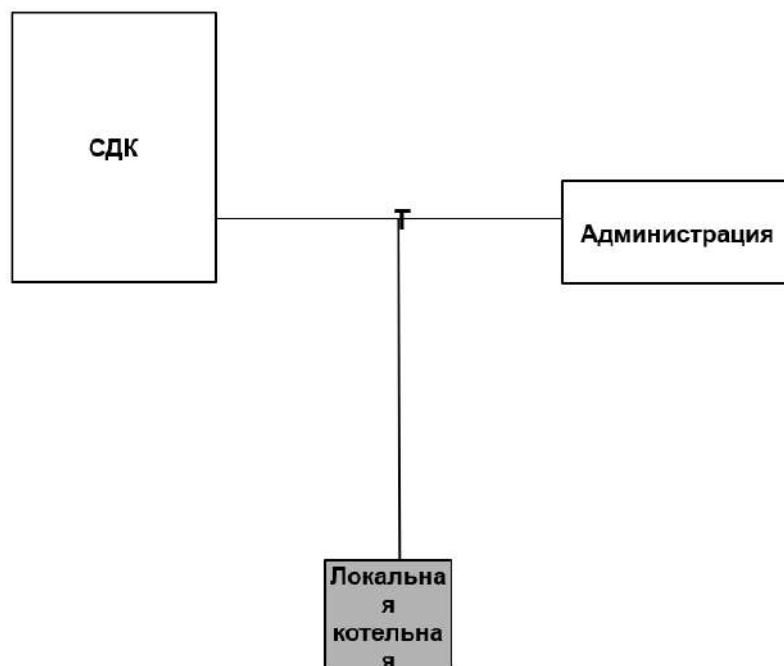 СДК
Т
Администрация
Локальна
я
котельна
я